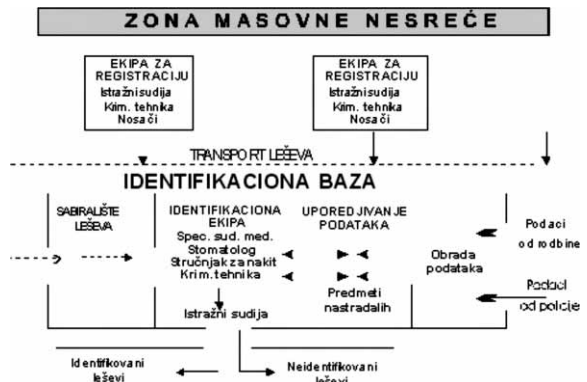 ZONA MASOVNE NESREĆE
EKIPA ZA
REGISTRACIJU
Istražni sudija
Krim. tehnika
Nosači
EKIPA ZA
REGISTRACIJU
Istražni sudija
Krim. tehnika
Nosači
TRANSPORT LEŠEVA
IDENTIFIKACIONA BAZA
SABIRALIŠTE
LEŠEVA
IDENTIFIKACIONA
EKIPA
Spec. sud. med.
Stomatolog
Stručnjak za nakit
Krim. tehnika
Istražni sudija
UPOREDJIVANJE
PODATAKA
Predmeti
nastradalih
Obrada
podataka
Podaci
od rodbine
Podaci
od policije
Identifikovani
leševi
Neidentifikovani
leševi